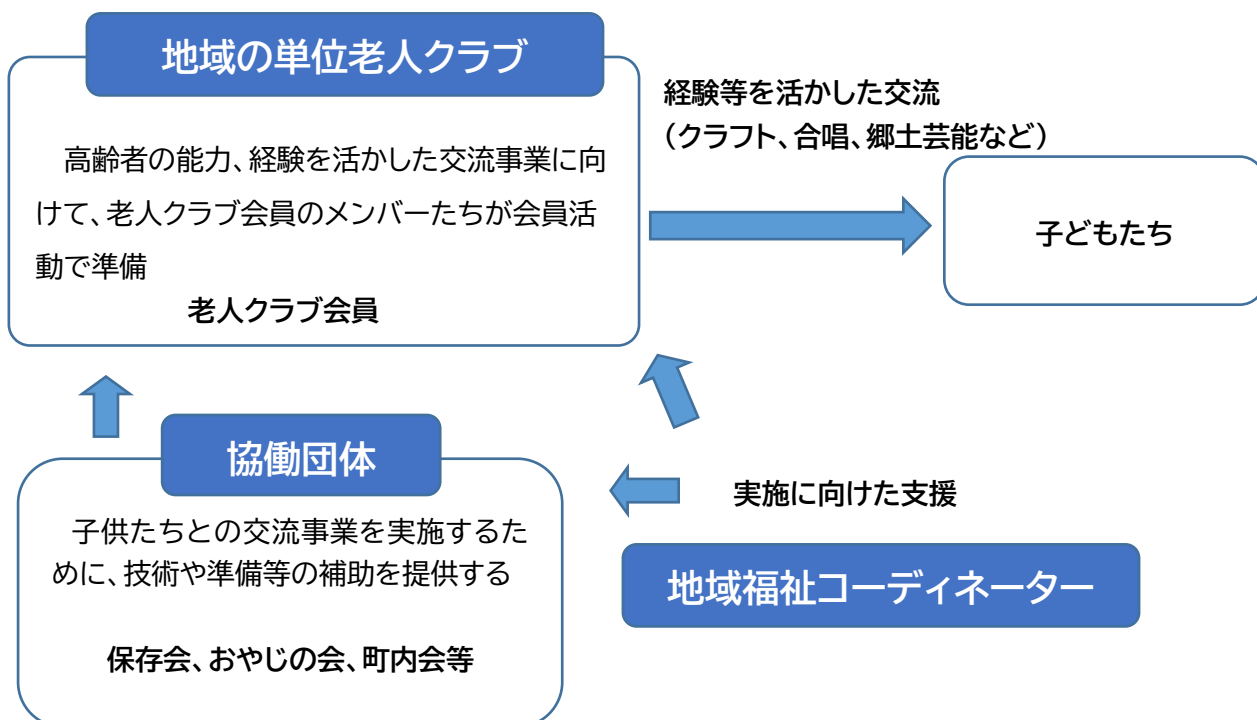 地域の単位老人クラブ
高齢者の能力、経験を活かした交流事業に向
けて、老人クラブ会員のメンバーたちが会員活
動で準備
老人クラブ会員
経験等を活かした交流
（クラフト、合唱、郷土芸能など）
子どもたち
協働団体
子供たちとの交流事業を実施するた
めに、技術や準備等の補助を提供する
保存会、おやじの会、町内会等
実施に向けた支援
地域福祉コーディネーター